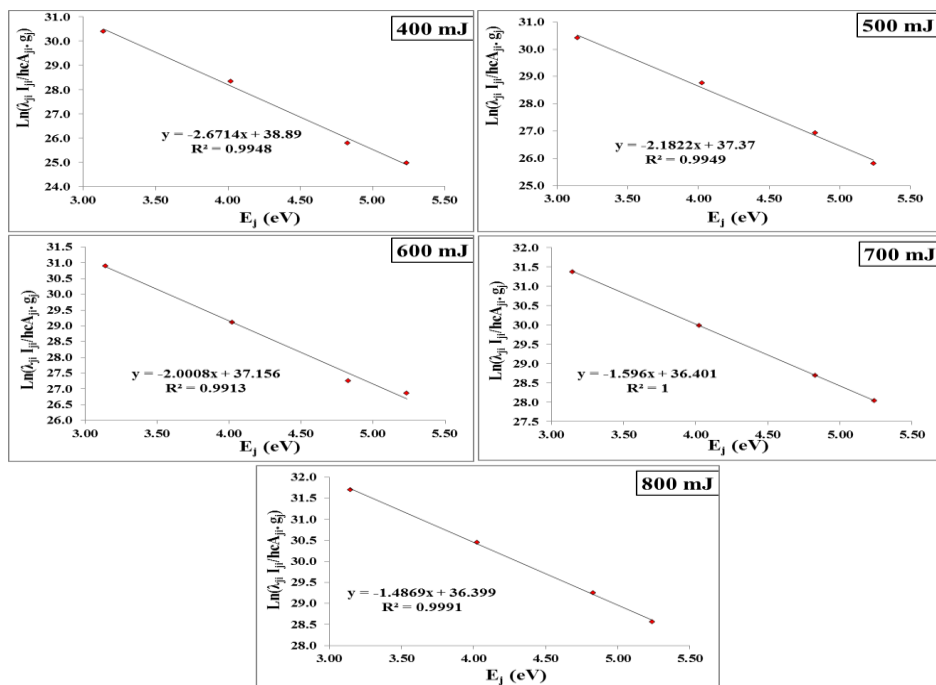 400 mJ
Ln(λji Iji/hcAji. gj)
31.0
30.0
29.0
28.0
27.0
26.0
25.0
24.0
y = -2.6714x + 38.89
R² = 0.9948
3.00 3.50 4.00 4.50 5.00 5.50
Ej (eV)
500 mJ
Ln(λji Iji/hcAji. gj)
31.0
30.0
29.0
28.0
27.0
26.0
25.0
y = -2.1822x + 37.37
R² = 0.9949
3.00 3.50 4.00 4.50 5.00 5.50
Ej (eV)
600 mJ
Ln(λji Iji/hcAji. gj)
31.5
31.0
30.5
29.5
29.0
28.5
27.5
27.0
26.5
26.0
y = -2.0008x + 37.156
R² = 0.9913
3.00 3.50 4.00 4.50 5.00 5.50
Ej (eV)
700 mJ
Ln(λji Iji/hcAji. gj)
32.0
31.5
31.0
30.5
30.0
29.5
29.0
28.5
28.0
27.5
y = -1.596x + 36.401
R² = 1
3.00 3.50 4.00 4.50 5.00 5.50
Ej (eV)
800 mJ
Ln(λji Iji/hcAji. gj)
32.0
31.5
31.0
30.5
30.0
29.5
29.0
28.5
28.0
y = -1.4869x + 36.399
R² = 0.9991
3.00 3.50 4.00 4.50 5.00 5.50
Ej (eV)